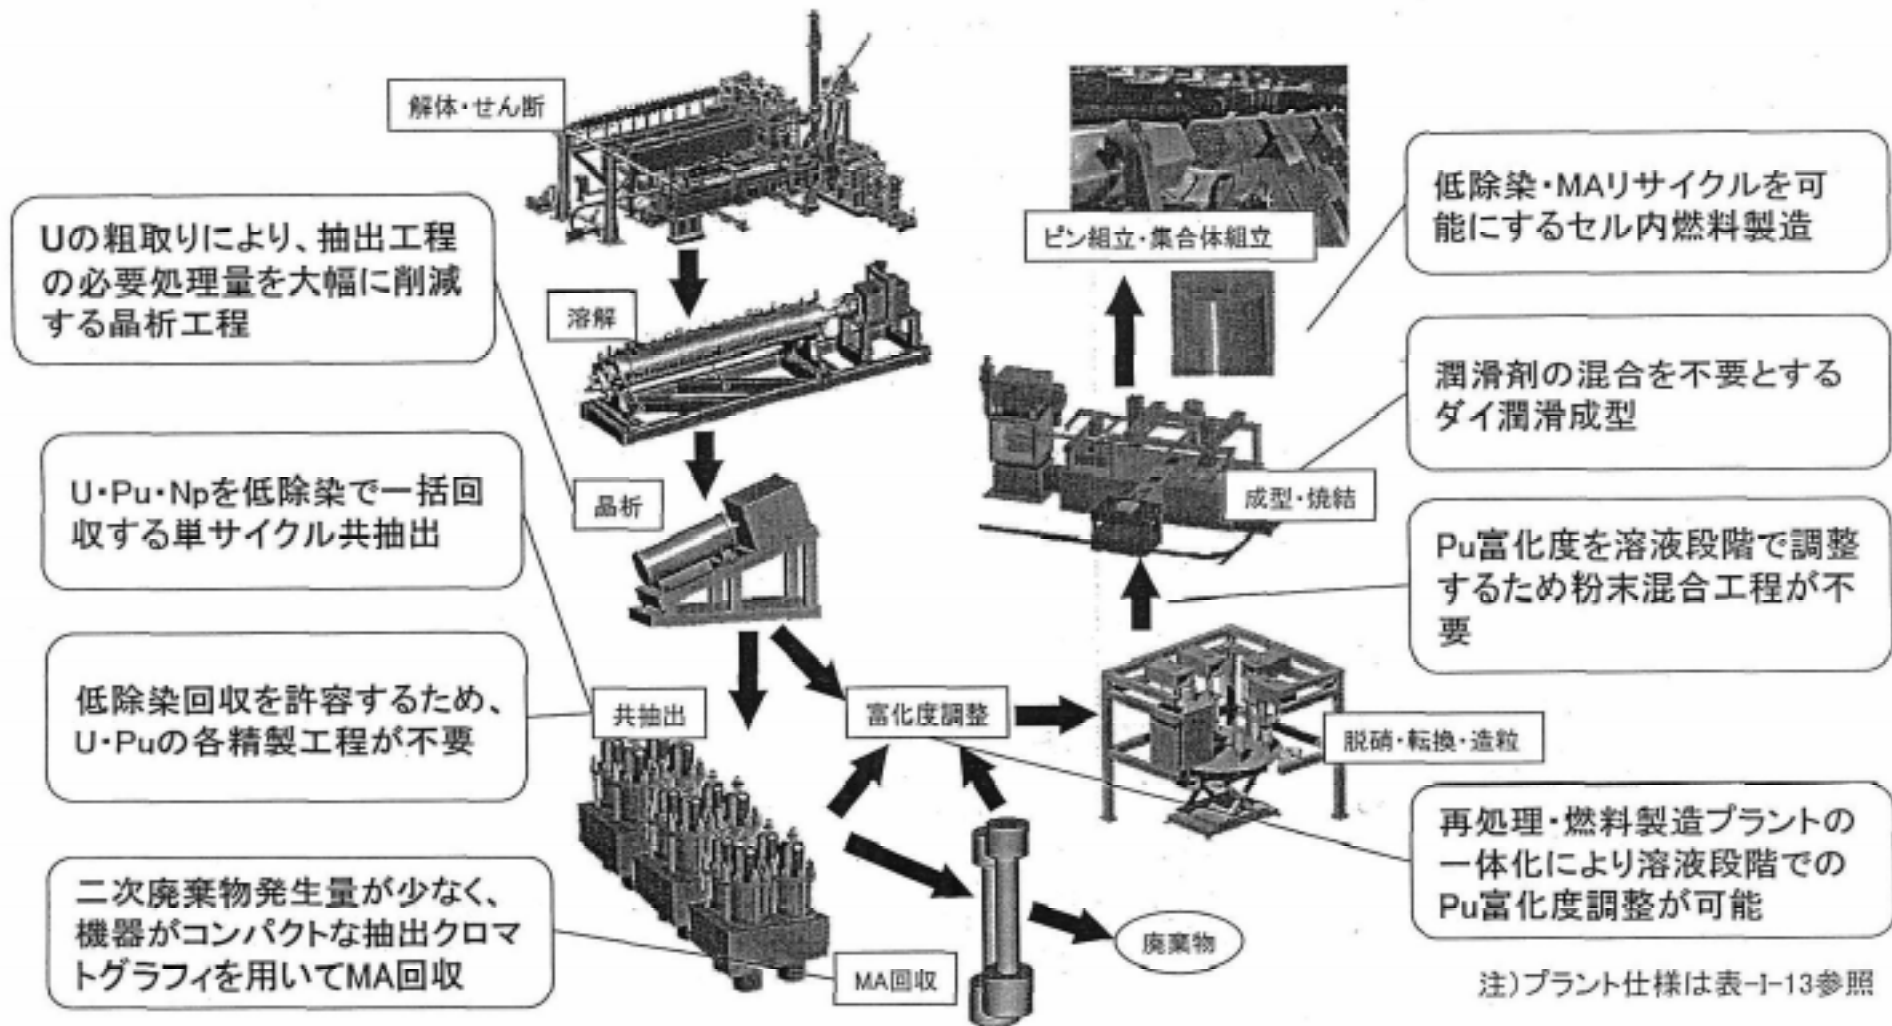 解体・せん断
Uの粗取りにより、抽出工程
の必要処理量を大幅に削減
する晶析工程
溶解
U・Pu・Npを低除染で一括回
収する単サイクル共抽出
晶析
低除染回収を許容するため、
U・Puの各精製工程が不要
共抽出
富化度調整
二次廃棄物発生量が少なく、
機器がコンパクトな抽出クロマ
トグラフィを用いてMA回収
MA回収
廃棄物
ピン組立・集合体組立
低除染・MAリサイクルを可
能にするセル内燃料製造
潤滑剤の混合を不要とする
ダイ潤滑成型
成型・焼結
Pu富化度を溶液段階で調整
するため粉末混合工程が不
要
脱硝・転換・造粒
再処理・燃料製造プラントの
一体化により溶液段階での
Pu富化度調整が可能
注)プラント仕様は表-I-13参照